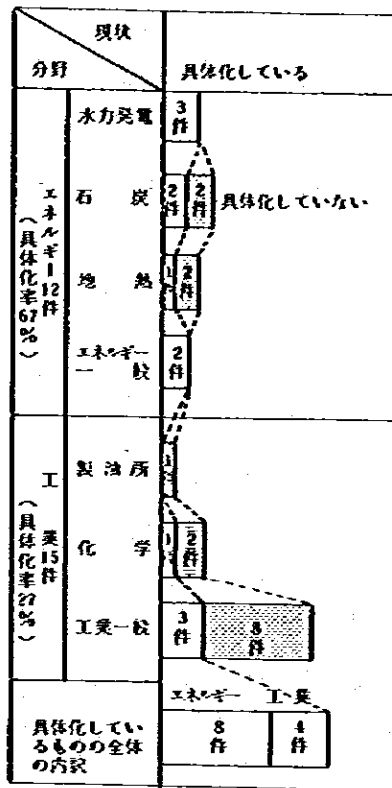 現状
分野
具体化している
エネルギー12件
(具体化率67%)
水力発電
3件
石炭
2件
2件
具体化していない
地熱
1
2件
エネルギー
一般
2件
工業15件
(具体化率27%)
製油所
1
化学
1
2件
工業一般
3件
8件
エネルギー
工業
具体化してい
るものの全体
の内訳
8件
4件